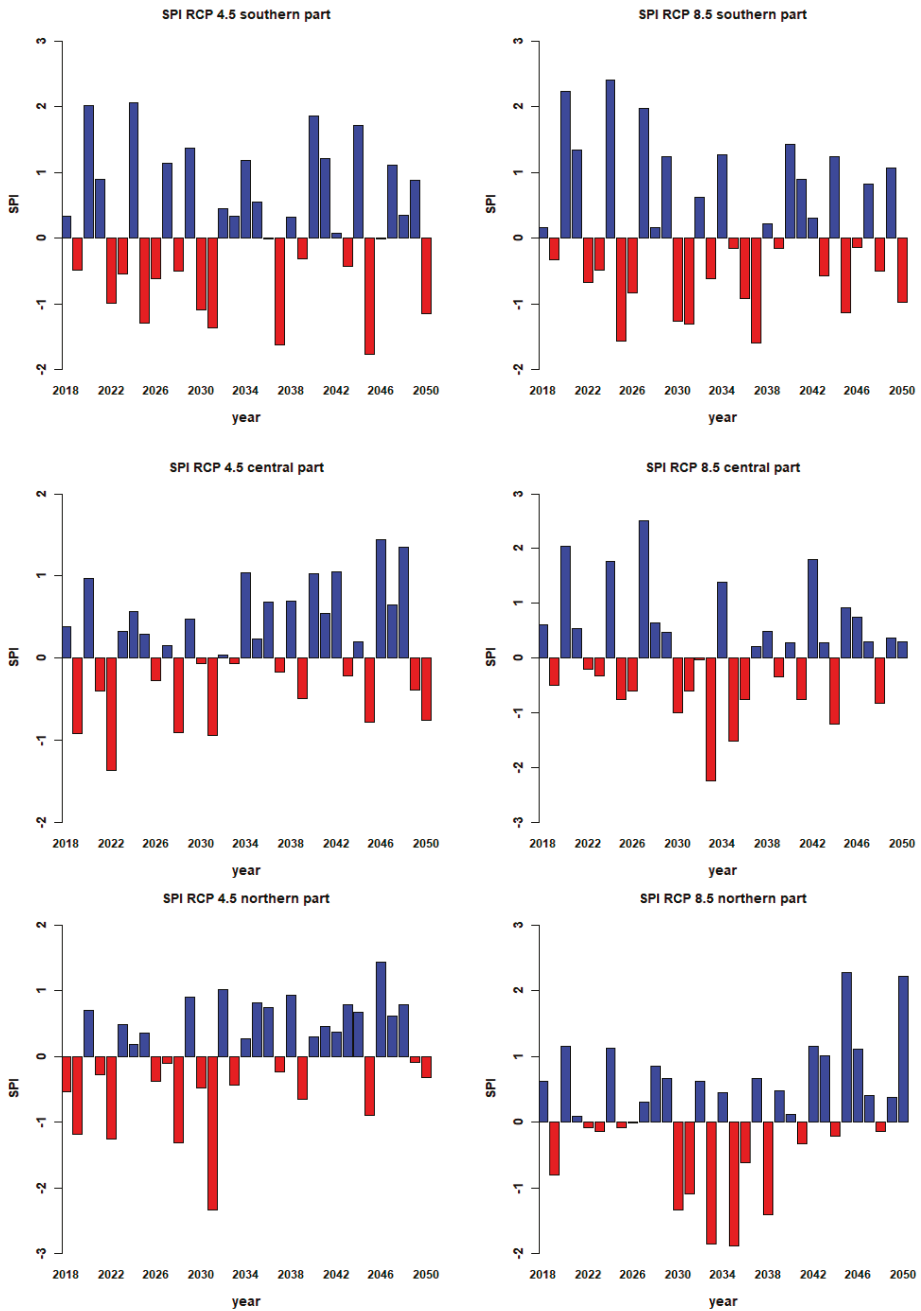 SPI RCP 4.5 southern part
3
2
1
0
-1
-2
SPI
2018 2022 2026 2030 2034 2038 2042 2046 2050
year
SPI RCP 8.5 southern part
3
2
1
0
-1
-2
SPI
2018 2022 2026 2030 2034 2038 2042 2046 2050
year
SPI RCP 4.5 central part
2
1
0
-1
-2
SPI
2018 2022 2026 2030 2034 2038 2042 2046 2050
year
SPI RCP 8.5 central part
3
2
1
0
-1
-2
-3
SPI
2018 2022 2026 2030 2034 2038 2042 2046 2050
year
SPI RCP 4.5 northern part
2
1
0
-1
-2
-3
SPI
2018 2022 2026 2030 2034 2038 2042 2046 2050
year
SPI RCP 8.5 northern part
3
2
1
0
-1
-2
SPI
2018 2022 2026 2030 2034 2038 2042 2046 2050
year